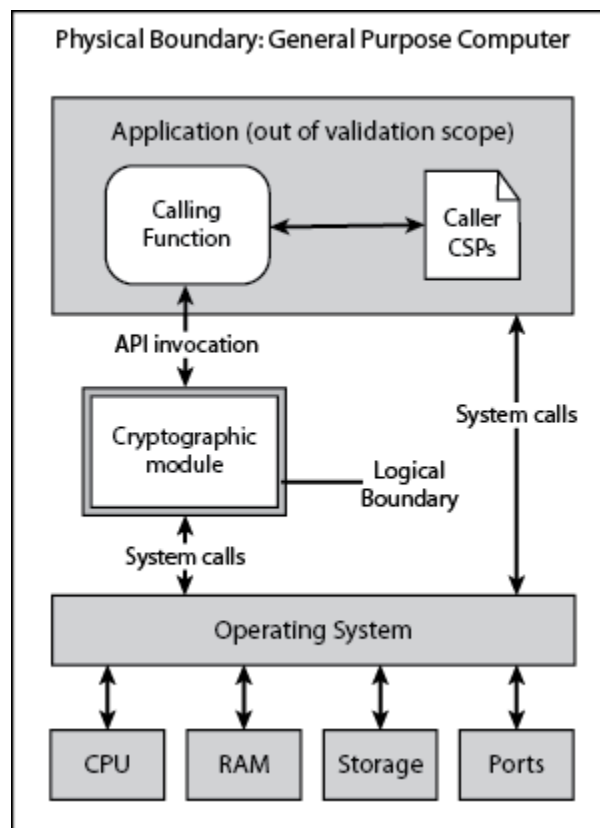 Physical Boundary: General Purpose Computer
Application (out of validation scope)
Calling
Function
Caller
CSPs
API invocation
System calls
Cryptographic
module
Logical
Boundary
System calls
Operating System
CPU
RAM
Storage
Ports